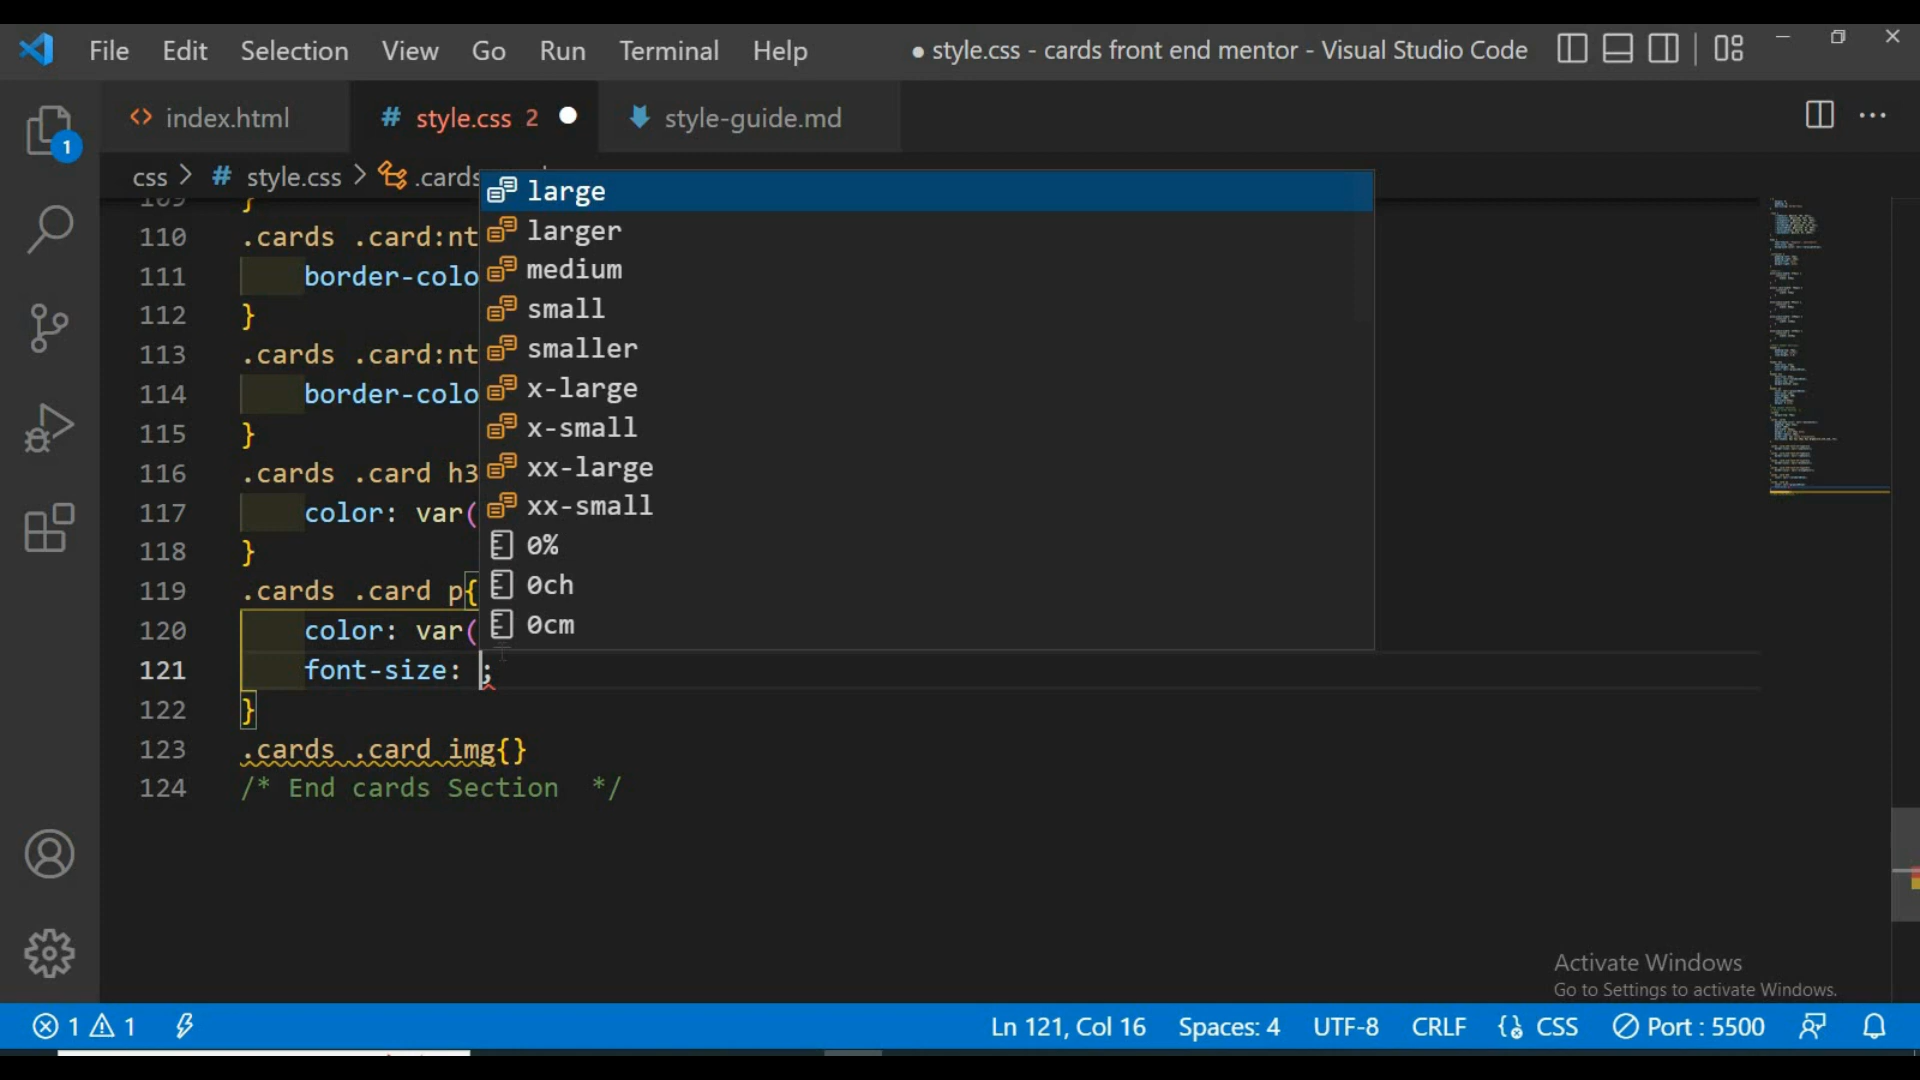 File Edit Selection View Go Run Terminal Help ● style.css - cards front end mentor - Visual Studio Code
<> index.html # style.css 2 ● style-guide.md ...
1
css > # style.css > .cards
109 }
110 .cards .card:nt
111 border-colo
112 }
113 .cards .card:nt
114 border-colo
115 }
116 .cards .card h3
117 color: var(
118 }
119 .cards .card p{
120 color: var(
121 font-size: ;
122 }
123 .cards .card img{}
124 /* End cards Section */
large
larger
medium
small
smaller
x-large
x-small
xx-large
xx-small
0%
0ch
0cm
Activate Windows
Go to Settings to activate Windows.
1 1 Ln 121, Col 16 Spaces: 4 UTF-8 CRLF CSS Port : 5500